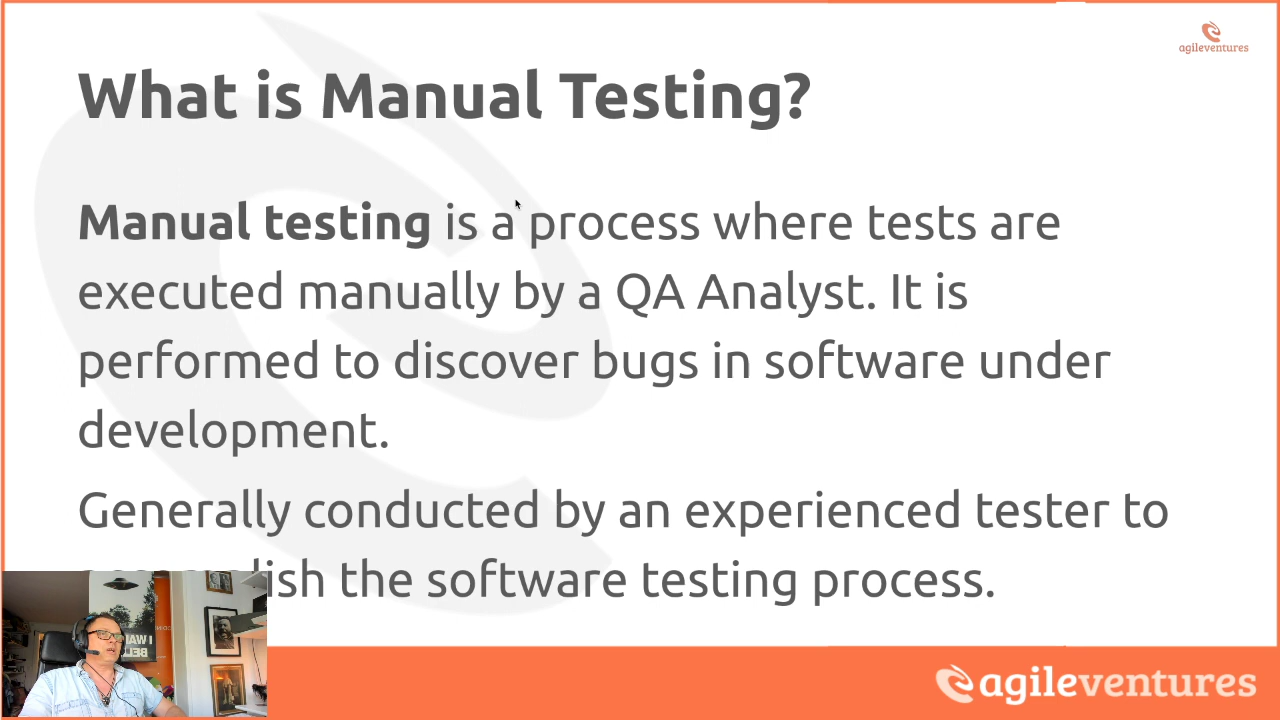 agileventures
What is Manual Testing?
Manual testing is a process where tests are
executed manually by a QA Analyst. It is
performed to discover bugs in software under
development.
Generally conducted by an experienced tester to
the software testing process.
I WAN
BEL
agileventures